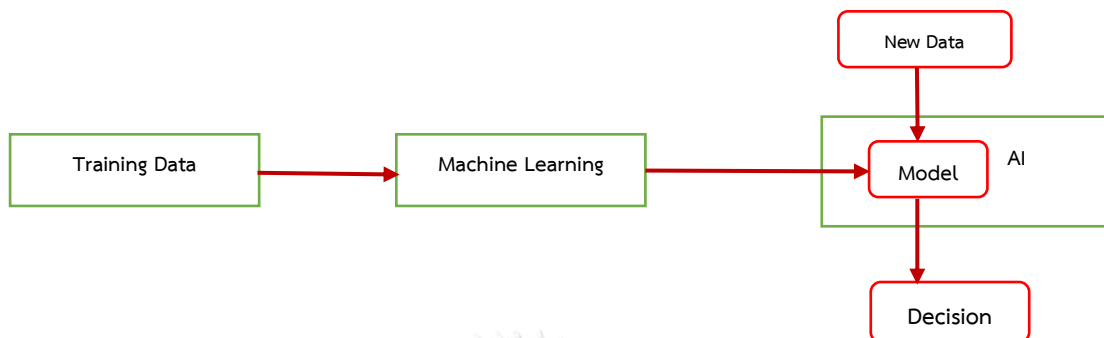 New Data
Training Data
Machine Learning
Model
AI
Decision